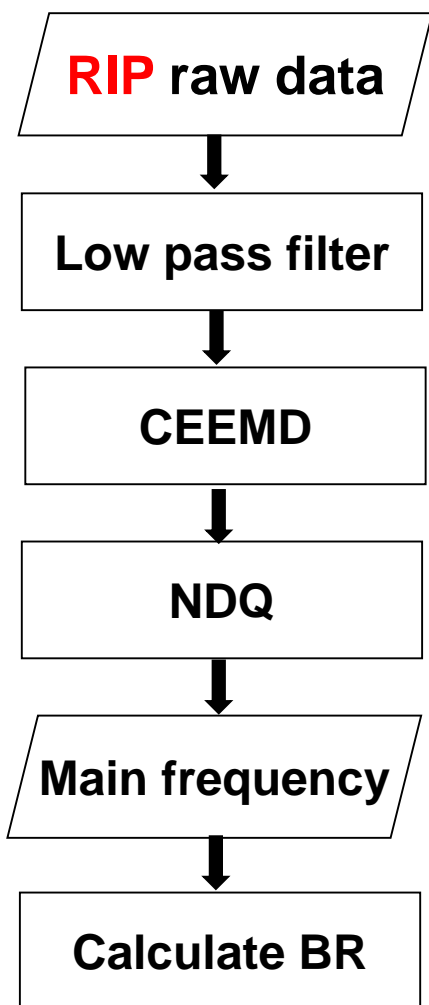 RIP raw data
Low pass filter
CEEMD
NDQ
Main frequency
Calculate BR